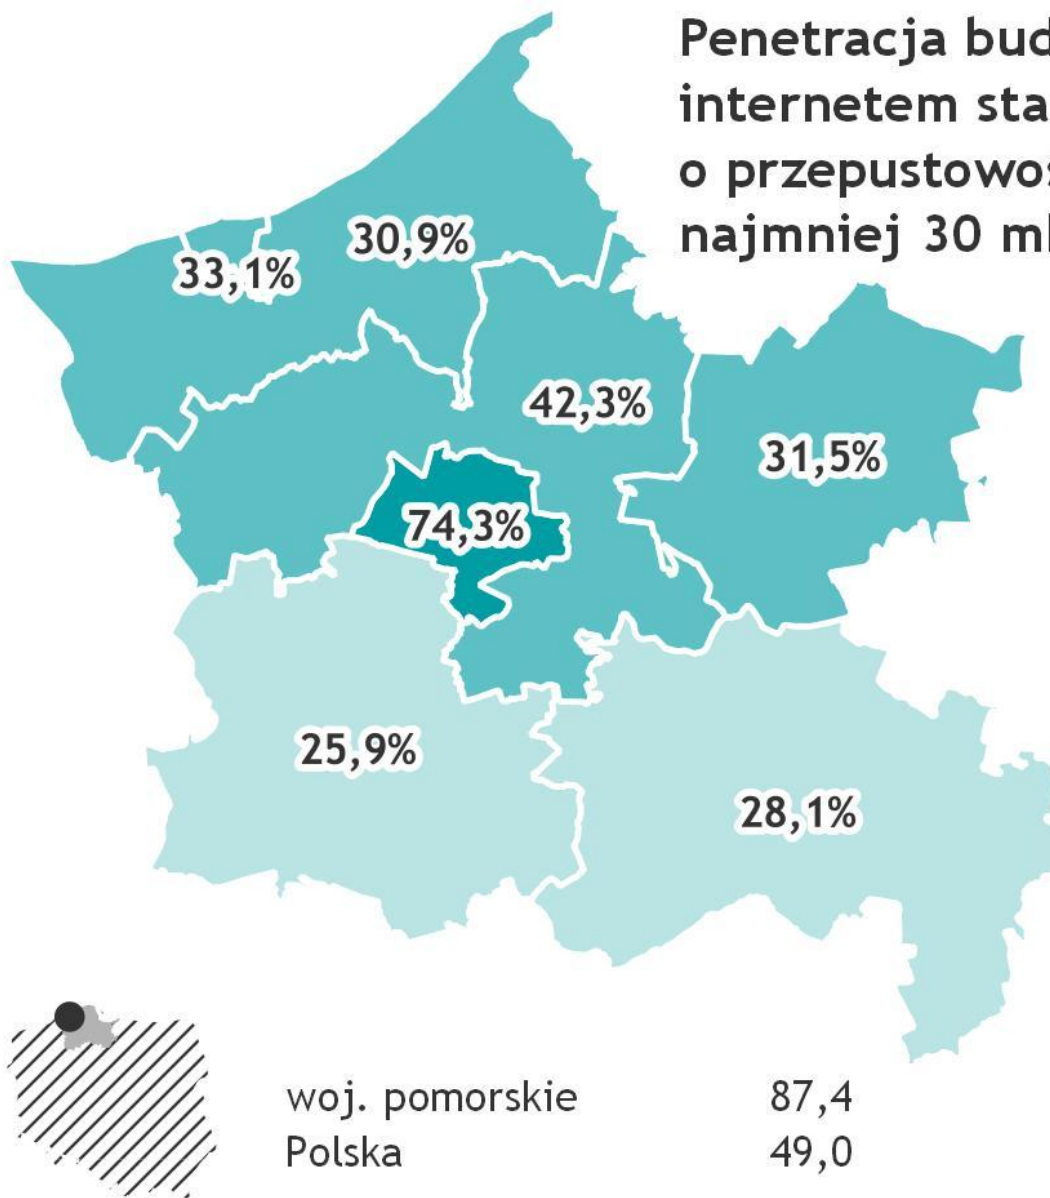 Penetracja bud
internetem sta
o przepustowoś
najmniej 30 m
30,9%
33,1%
42,3%
31,5%
74,3%
25,9%
28,1%
woj. pomorskie 87,4
Polska 49,0